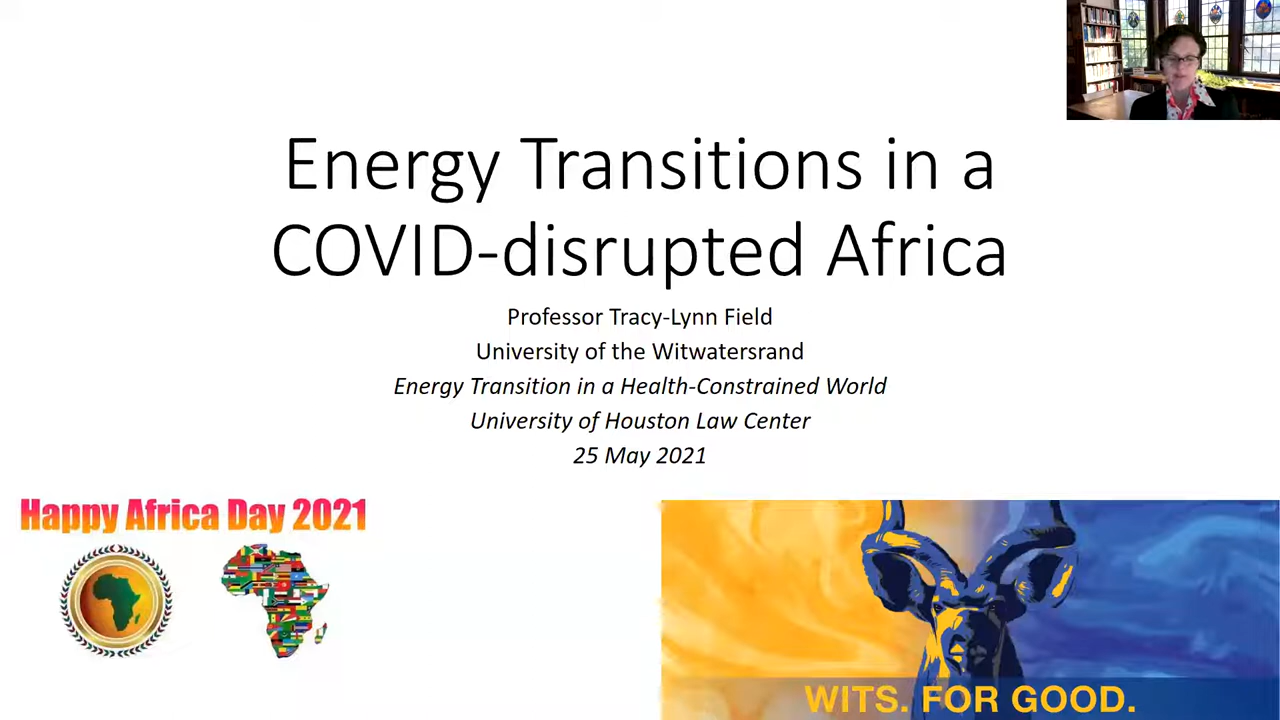 Energy Transitions in a
COVID-disrupted Africa
Professor Tracy-Lynn Field
University of the Witwatersrand
Energy Transition in a Health-Constrained World
University of Houston Law Center
25 May 2021
Happy Africa Day 2021
WITS. FOR GOOD.